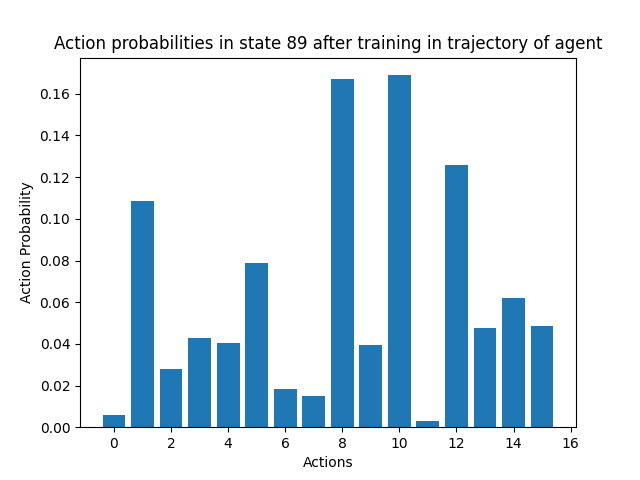 Action probabilities in state 89 after training in trajectory of agent
Action Probability
0.16
0.14
0.12
0.10
0.08
0.06
0.04
0.02
0.00
0 2 4 6 8 10 12 14 16
Actions